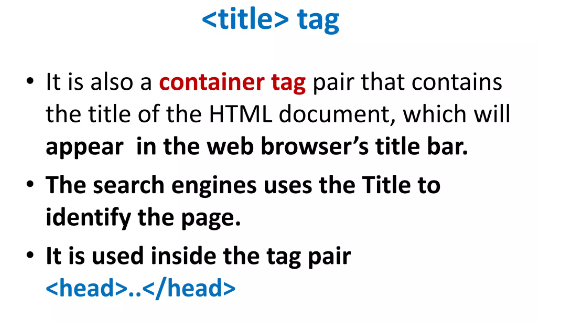 <title> tag
• It is also a container tag pair that contains
the title of the HTML document, which will
appear  in the web browser's title bar.
• The search engines uses the Title to
identify the page.
• It is used inside the tag pair
<head>..</head>